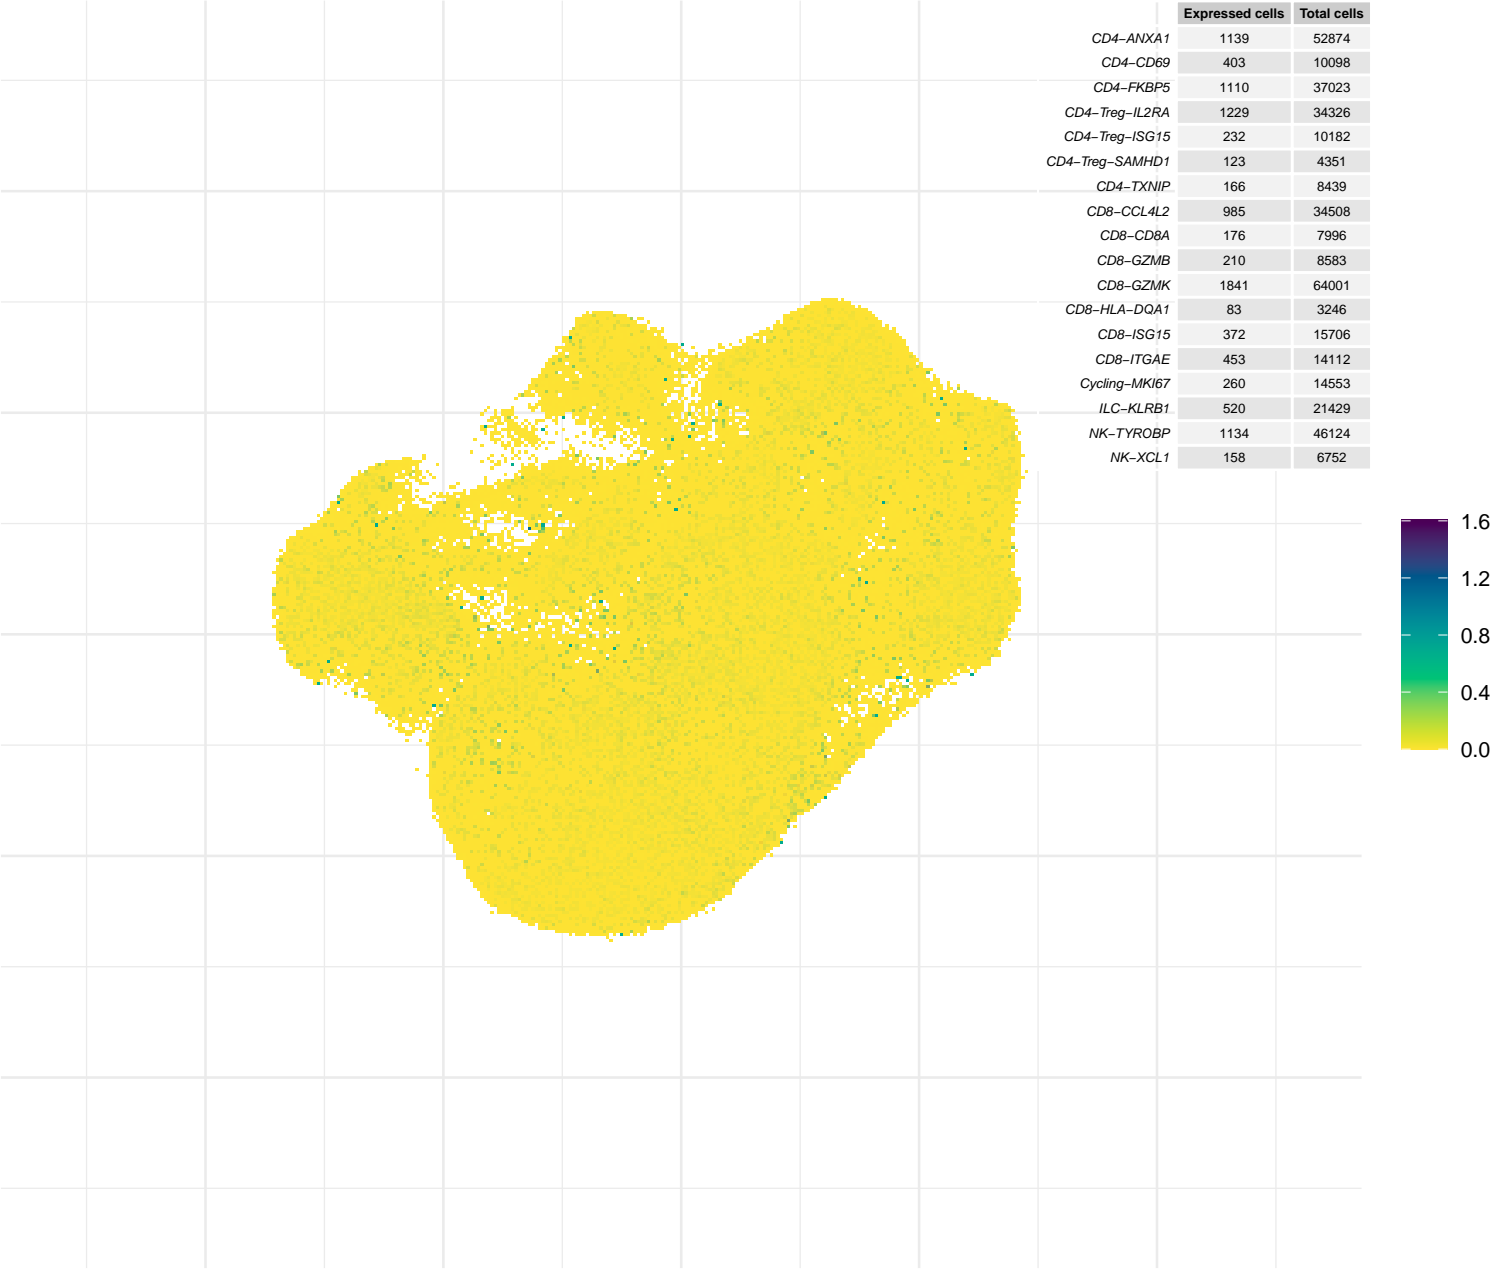 Expressed cells Total cells
CD4−ANXA1 1139 52874
CD4−CD69 403 10098
CD4−FKBP5 1110 37023
CD4−Treg−IL2RA 1229 34326
CD4−Treg−ISG15 232 10182
CD4−Treg−SAMHD1 123 4351
CD4−TXNIP 166 8439
CD8−CCL4L2 985 34508
CD8−CD8A 176 7996
CD8−GZMB 210 8583
CD8−GZMK 1841 64001
CD8−HLA−DQA1 83 3246
CD8−ISG15 372 15706
CD8−ITGAE 453 14112
Cycling−MKI67 260 14553
ILC−KLRB1 520 21429
NK−TYROBP 1134 46124
NK−XCL1 158 6752
1.6
1.2
0.8
0.4
0.0